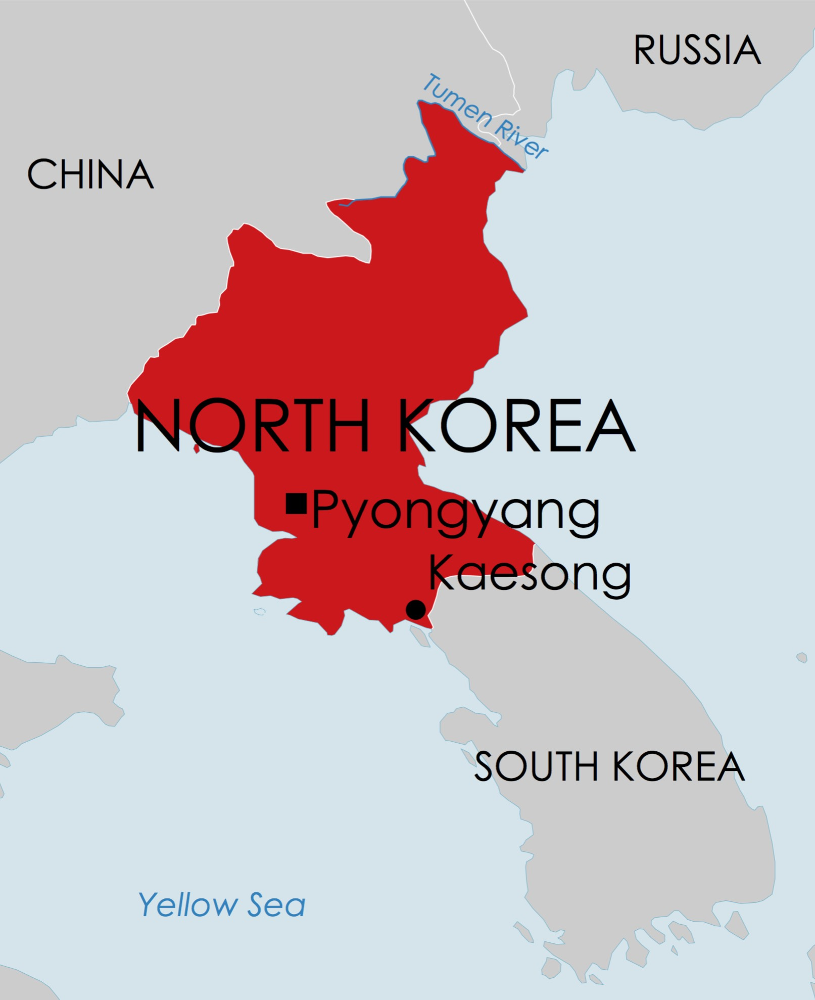 RUSSIA
Tumen River
CHINA
NORTH KOREA
Pyongyang
Kaesong
SOUTH KOREA
Yellow Sea